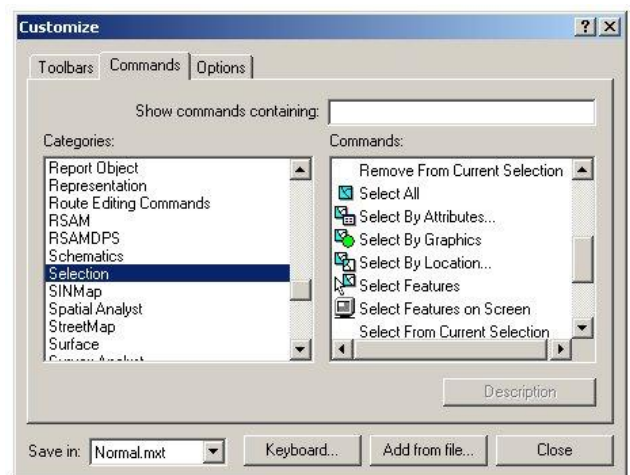 Customize
Toolbars Commands Options
Show commands containing:
Categories:
Report Object
Representation
Route Editing Commands
RSAM
RSAMDPS
Schematics
Selection
SINMap
Spatial Analyst
StreetMap
Surface
Commands:
Remove From Current Selection
Select All
Select By Attributes...
Select By Graphics
Select By Location...
Select Features
Select Features on Screen
Select From Current Selection
Description
Save in: Normal.mxt Keyboard... Add from file... Close